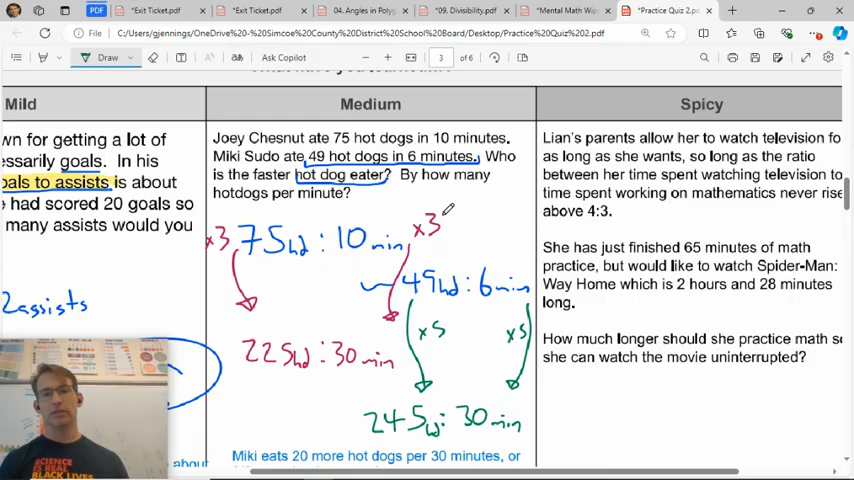 *Exit Ticket.pdf
*Exit Ticket.pdf
04. Angles in Polyg
*09. Divisibility.pdf
*Mental Math Wip
*Practice Quiz 2.pdf
File
C:/Users/gjennings/OneDrive%20-%20Simcoe%20County%20District%20School%20Board/Desktop/Practice%20Quiz%202.pdf
Draw
Ask Copilot
3 of 6
Mild
wn for getting a lot of
essarily goals. In his
oals to assists is about
e had scored 20 goals so
many assists would you
2assists
about
Medium
Joey Chesnut ate 75 hot dogs in 10 minutes.
Miki Sudo ate 49 hot dogs in 6 minutes. Who
is the faster hot dog eater? By how many
hotdogs per minute?
x3
x3 75hd : 10 min
49hd : 6min
x5 x5
225hd : 30 min
245hd : 30 min
Miki eats 20 more hot dogs per 30 minutes, or
Spicy
Lian's parents allow her to watch television fo
as long as she wants, so long as the ratio
between her time spent watching television to
time spent working on mathematics never rise
above 4:3.
She has just finished 65 minutes of math
practice, but would like to watch Spider-Man:
Way Home which is 2 hours and 28 minutes
long.
How much longer should she practice math so
she can watch the movie uninterrupted?
SCIENCE IS
REAL
BLACK LIVES